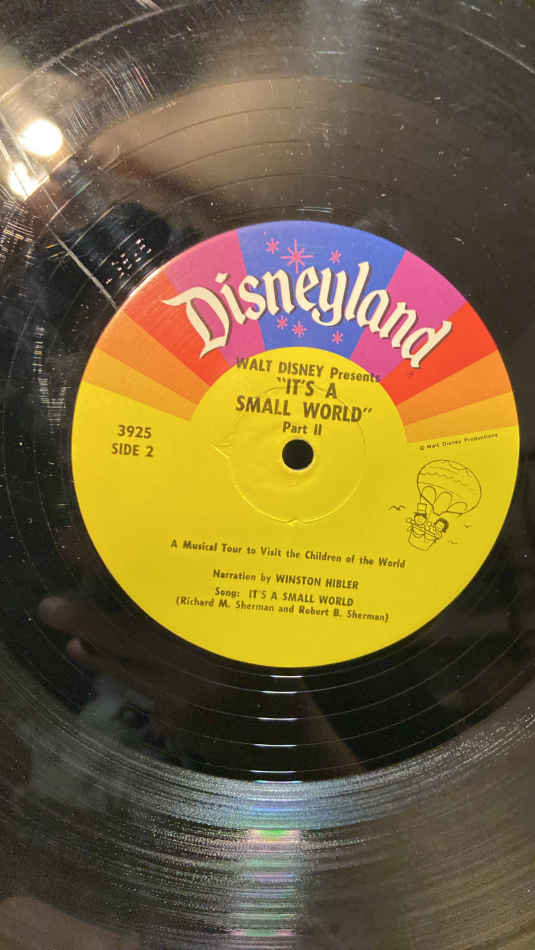 Disneyland
WALT DISNEY Presents
"IT'S A
SMALL WORLD"
Part II
3925
SIDE 2
© Walt Disney Productions
A Musical Tour to Visit the Children of the World
Narration by WINSTON HIBLER
Song: IT'S A SMALL WORLD
(Richard M. Sherman and Robert B. Sherman)